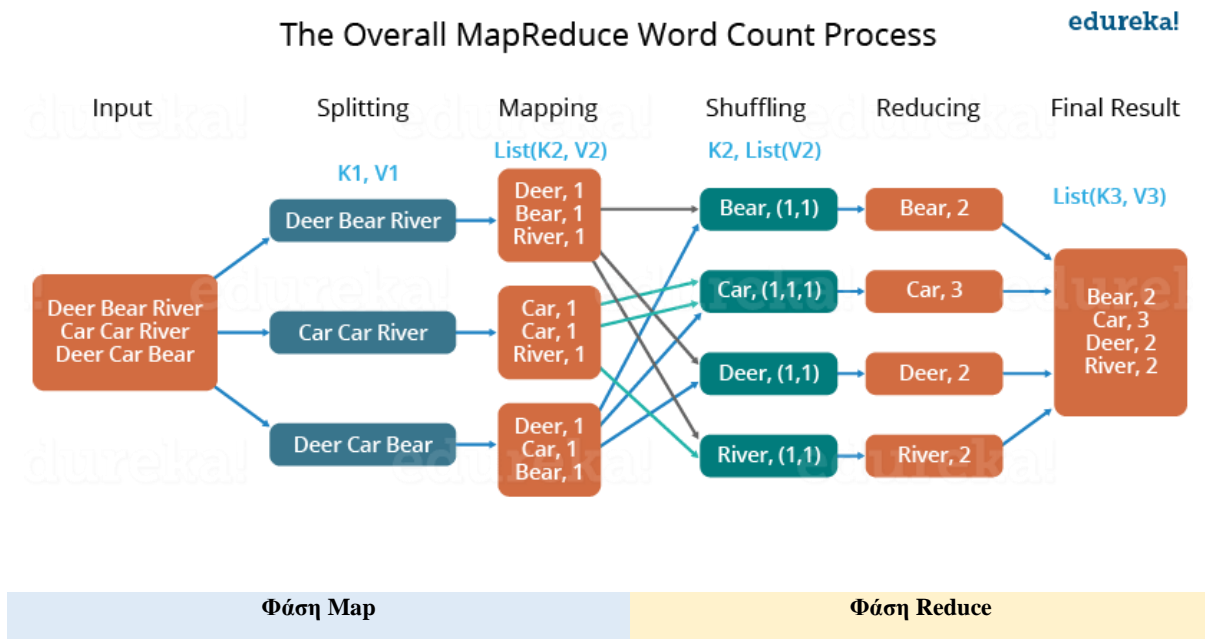 The Overall MapReduce Word Count Process
edureka!
Input
Splitting
Mapping
Shuffling
Reducing
Final Result
K1, V1
List(K2, V2)
K2, List(V2)
List(K3, V3)
Deer Bear River
Car Car River
Deer Car Bear
Deer Bear River
Car Car River
Deer Car Bear
Deer, 1
Bear, 1
River, 1
Car, 1
Car, 1
River, 1
Deer, 1
Car, 1
Bear, 1
Bear, (1,1)
Car, (1,1,1)
Deer, (1,1)
River, (1,1)
Bear, 2
Car, 3
Deer, 2
River, 2
Bear, 2
Car, 3
Deer, 2
River, 2
Φάση Map
Φάση Reduce